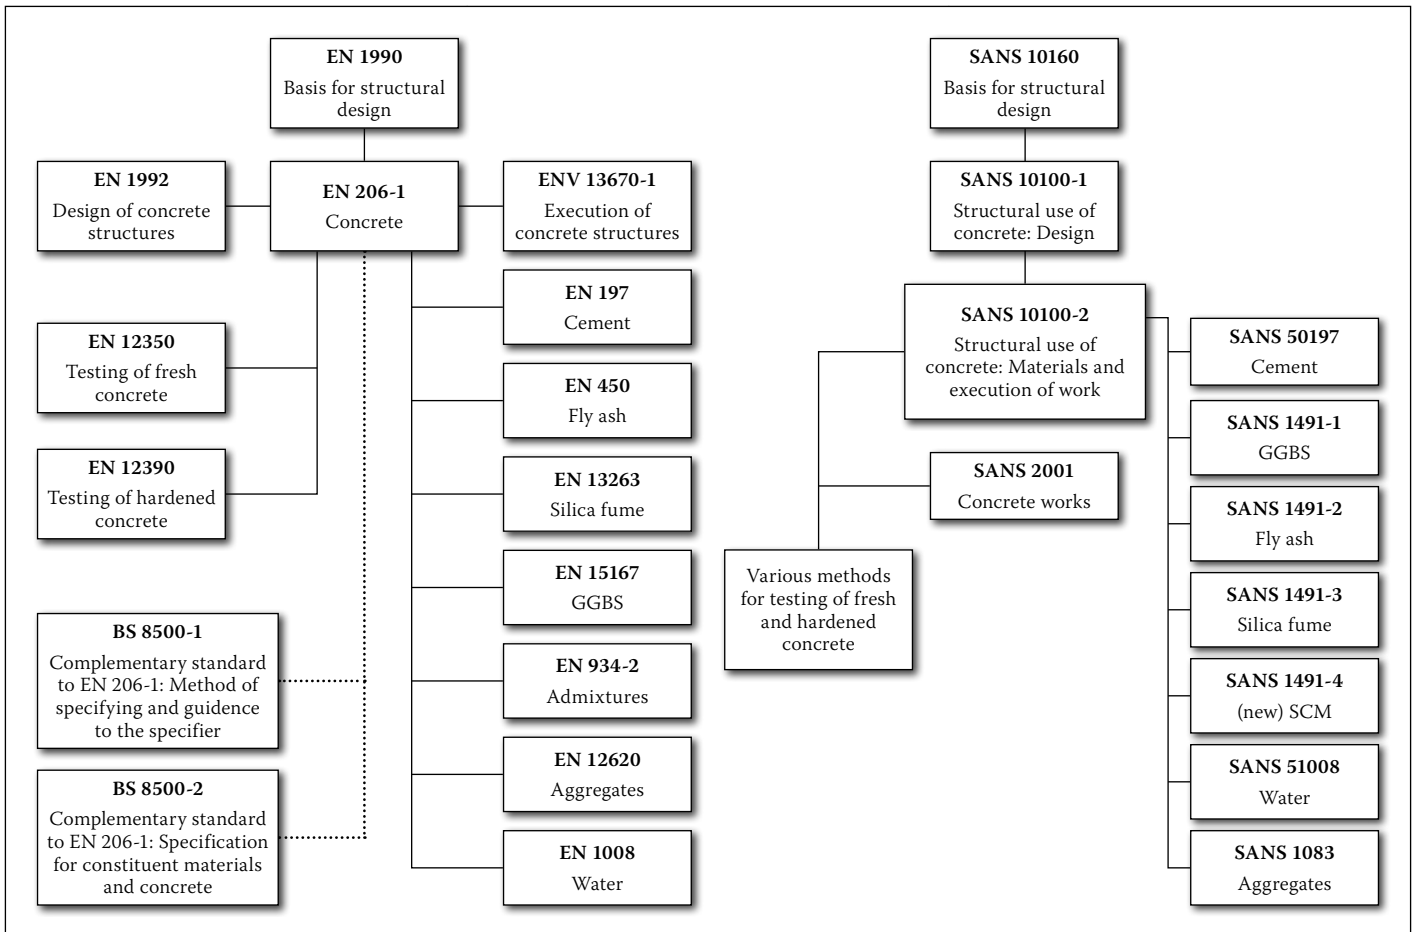 EN 1990
Basis for structural
design
EN 1992
Design of concrete
structures
EN 206-1
Concrete
ENV 13670-1
Execution of
concrete structures
EN 197
Cement
EN 12350
Testing of fresh
concrete
EN 450
Fly ash
EN 12390
Testing of hardened
concrete
EN 13263
Silica fume
EN 15167
GGBS
BS 8500-1
Complementary standard
to EN 206-1: Method of
specifying and guidence
to the specifier
EN 934-2
Admixtures
EN 12620
Aggregates
BS 8500-2
Complementary standard
to EN 206-1: Specification
for constituent materials
and concrete
EN 1008
Water
SANS 10160
Basis for structural
design
SANS 10100-1
Structural use of
concrete: Design
SANS 10100-2
Structural use of
concrete: Materials and
execution of work
SANS 2001
Concrete works
Various methods
for testing of fresh
and hardened
concrete
SANS 50197
Cement
SANS 1491-1
GGBS
SANS 1491-2
Fly ash
SANS 1491-3
Silica fume
SANS 1491-4
(new) SCM
SANS 51008
Water
SANS 1083
Aggregates